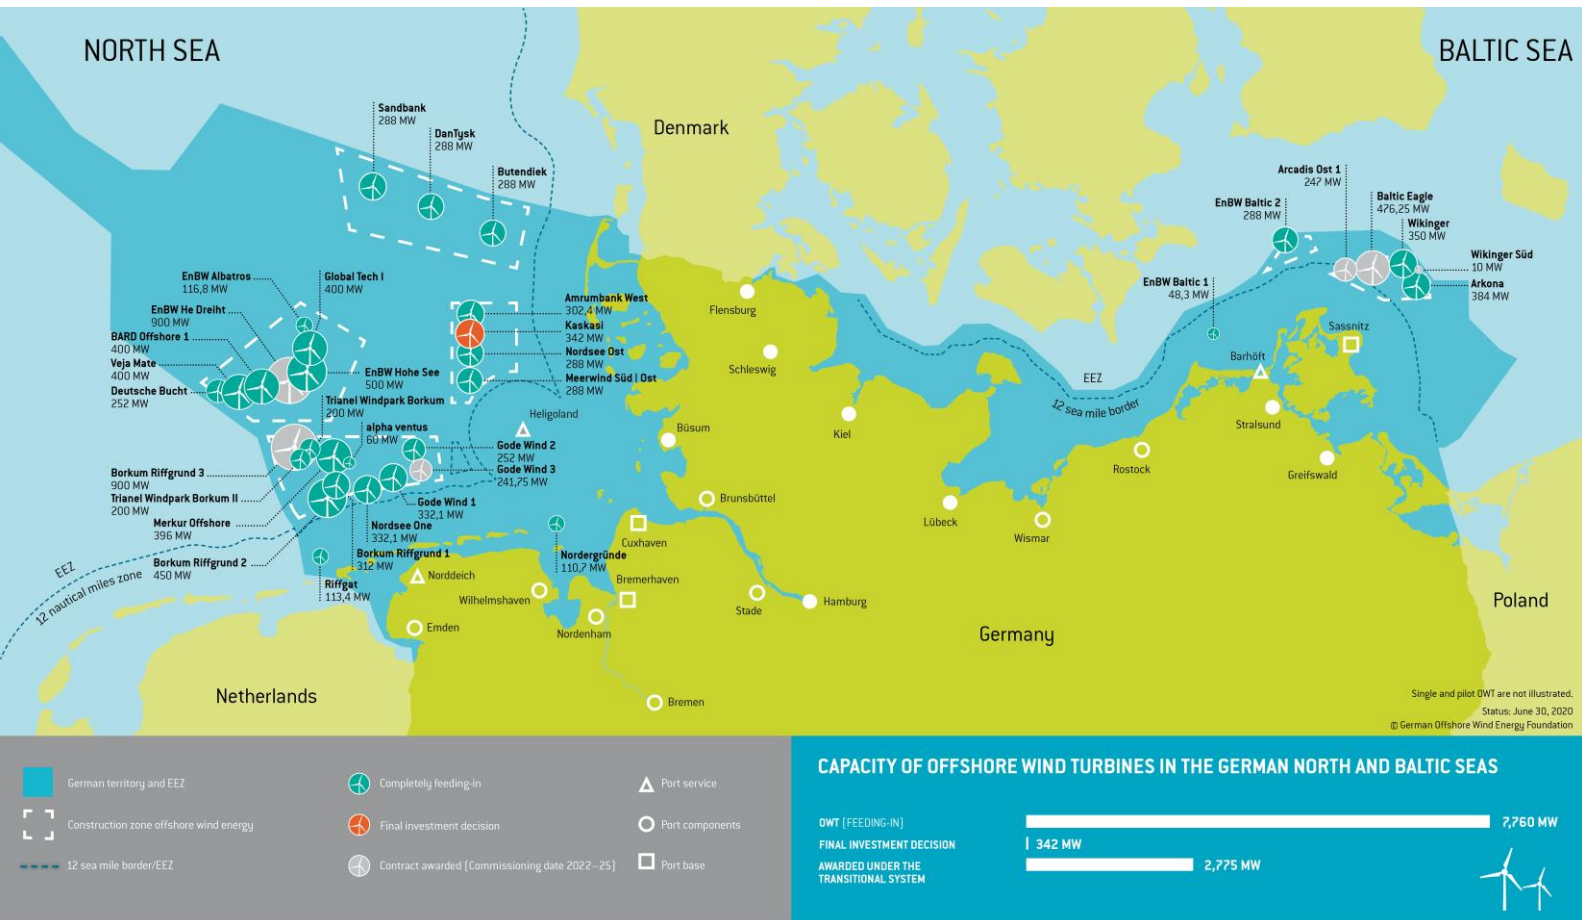 NORTH SEA
BALTIC SEA
Denmark
Sandbank
288 MW
DanTysk
288 MW
Butendiek
288 MW
EnBW Albatros
116,8 MW
Global Tech I
400 MW
EnBW He Dreiht
900 MW
BARD Offshore 1
400 MW
Veja Mate
400 MW
Deutsche Bucht
252 MW
EnBW Hohe See
500 MW
Trianel Windpark Borkum
200 MW
alpha ventus
60 MW
Amrumbank West
302,4 MW
Kaskasi
342 MW
Nordsee Ost
288 MW
Meerwind Süd | Ost
288 MW
Heligoland
Gode Wind 2
252 MW
Gode Wind 3
241,75 MW
Gode Wind 1
332,1 MW
Borkum Riffgrund 3
900 MW
Trianel Windpark Borkum II
200 MW
Merkur Offshore
396 MW
Borkum Riffgrund 2
450 MW
Nordsee One
332,1 MW
Borkum Riffgrund 1
312 MW
Riffgat
113,4 MW
Nordergründe
110,7 MW
EEZ
12 nautical miles zone
Arcadis Ost 1
247 MW
Baltic Eagle
476,25 MW
EnBW Baltic 2
288 MW
Wikinger
350 MW
Wikinger Süd
10 MW
Arkona
384 MW
EnBW Baltic 1
48,3 MW
EEZ
12 sea mile border
Flensburg
Schleswig
Kiel
Büsum
Brunsbüttel
Cuxhaven
Bremerhaven
Norddeich
Wilhelmshaven
Emden
Nordenham
Stade
Hamburg
Bremen
Lübeck
Wismar
Rostock
Barhöft
Sassnitz
Stralsund
Greifswald
Netherlands
Germany
Poland
Single and pilot OWT are not illustrated.
Status: June 30, 2020
© German Offshore Wind Energy Foundation
German territory and EEZ
Construction zone offshore wind energy
12 sea mile border/EEZ
Completely feeding-in
Final investment decision
Contract awarded (Commissioning date 2022–25)
Port service
Port components
Port base
CAPACITY OF OFFSHORE WIND TURBINES IN THE GERMAN NORTH AND BALTIC SEAS
OWT (FEEDING-IN)
7,760 MW
FINAL INVESTMENT DECISION
342 MW
AWARDED UNDER THE
TRANSITIONAL SYSTEM
2,775 MW